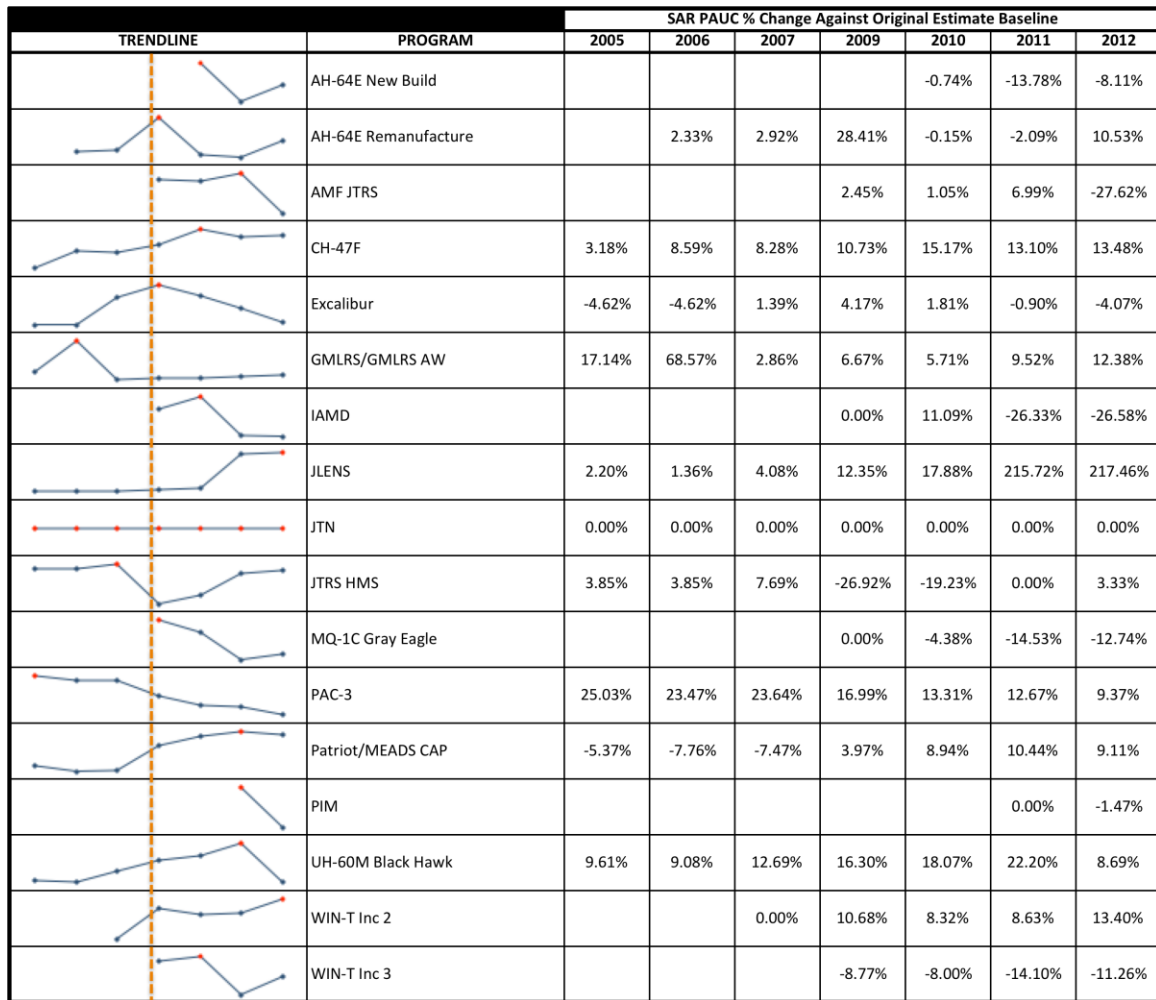 SAR PAUC % Change Against Original Estimate Baseline
TRENDLINE PROGRAM 2005 2006 2007 2009 2010 2011 2012
AH-64E New Build -0.74% -13.78% -8.11%
AH-64E Remanufacture 2.33% 2.92% 28.41% -0.15% -2.09% 10.53%
AMF JTRS 2.45% 1.05% 6.99% -27.62%
CH-47F 3.18% 8.59% 8.28% 10.73% 15.17% 13.10% 13.48%
Excalibur -4.62% -4.62% 1.39% 4.17% 1.81% -0.90% -4.07%
GMLRS/GMLRS AW 17.14% 68.57% 2.86% 6.67% 5.71% 9.52% 12.38%
IAMD 0.00% 11.09% -26.33% -26.58%
JLENS 2.20% 1.36% 4.08% 12.35% 17.88% 215.72% 217.46%
JTN 0.00% 0.00% 0.00% 0.00% 0.00% 0.00% 0.00%
JTRS HMS 3.85% 3.85% 7.69% -26.92% -19.23% 0.00% 3.33%
MQ-1C Gray Eagle 0.00% -4.38% -14.53% -12.74%
PAC-3 25.03% 23.47% 23.64% 16.99% 13.31% 12.67% 9.37%
Patriot/MEADS CAP -5.37% -7.76% -7.47% 3.97% 8.94% 10.44% 9.11%
PIM 0.00% -1.47%
UH-60M Black Hawk 9.61% 9.08% 12.69% 16.30% 18.07% 22.20% 8.69%
WIN-T Inc 2 0.00% 10.68% 8.32% 8.63% 13.40%
WIN-T Inc 3 -8.77% -8.00% -14.10% -11.26%